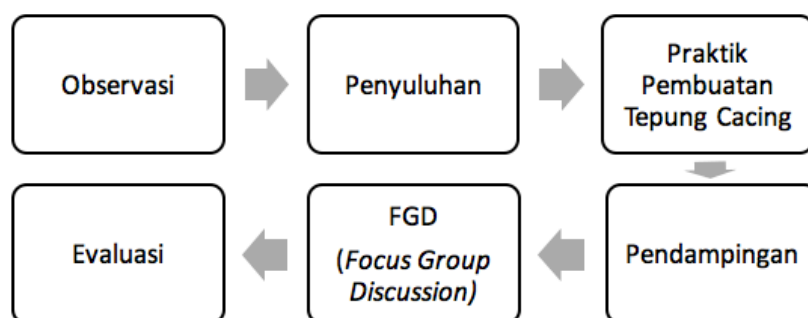 Observasi
Penyuluhan
Praktik
Pembuatan
Tepung Cacing
Pendampingan
FGD
(Focus Group
Discussion)
Evaluasi